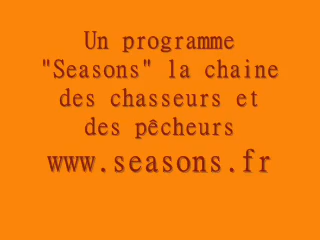 Un programme
"Seasons" la chaine
des chasseurs et
des pêcheurs
www.seasons.fr